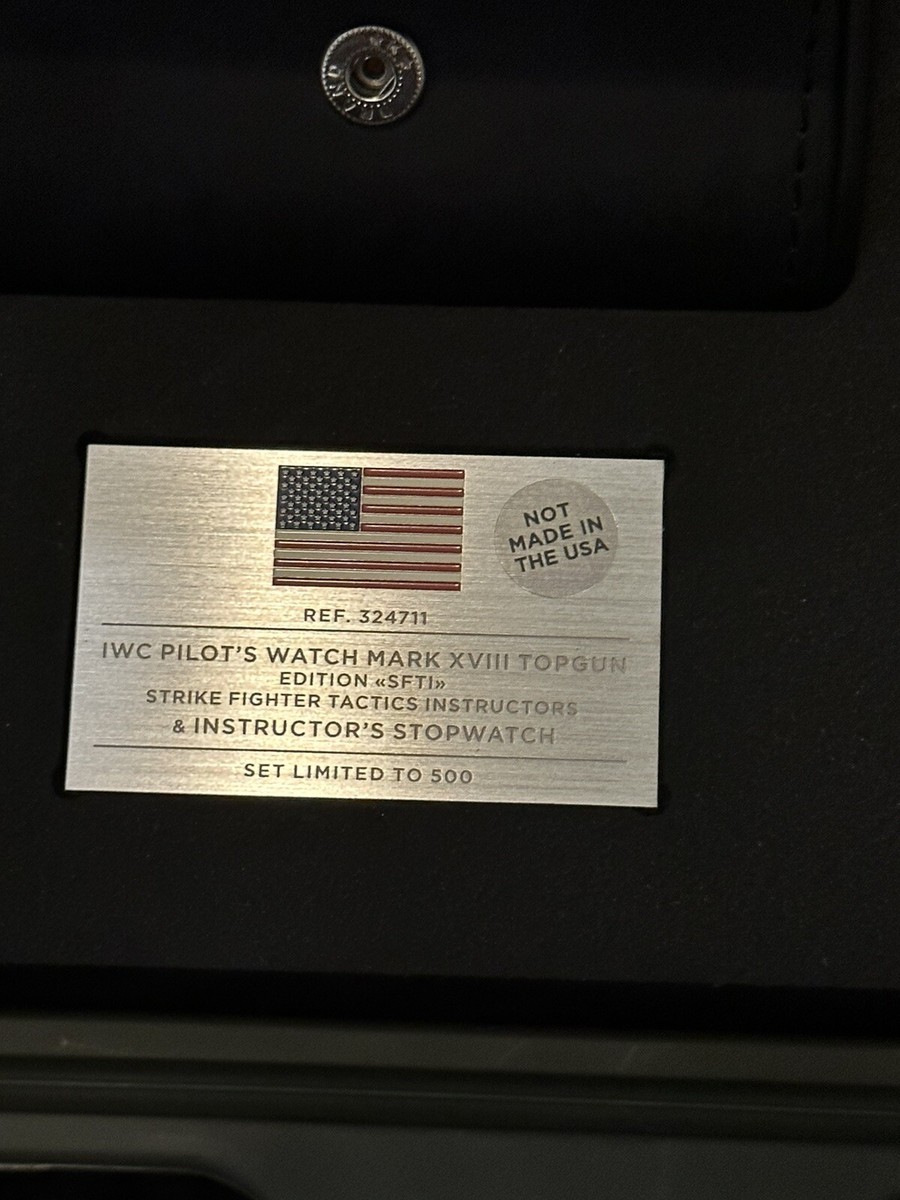 NOT
MADE IN
THE USA
REF. 324711
IWC PILOT'S WATCH MARK XVIII TOPGUN
EDITION «SFTI»
STRIKE FIGHTER TACTICS INSTRUCTORS
& INSTRUCTOR'S STOPWATCH
SET LIMITED TO 500